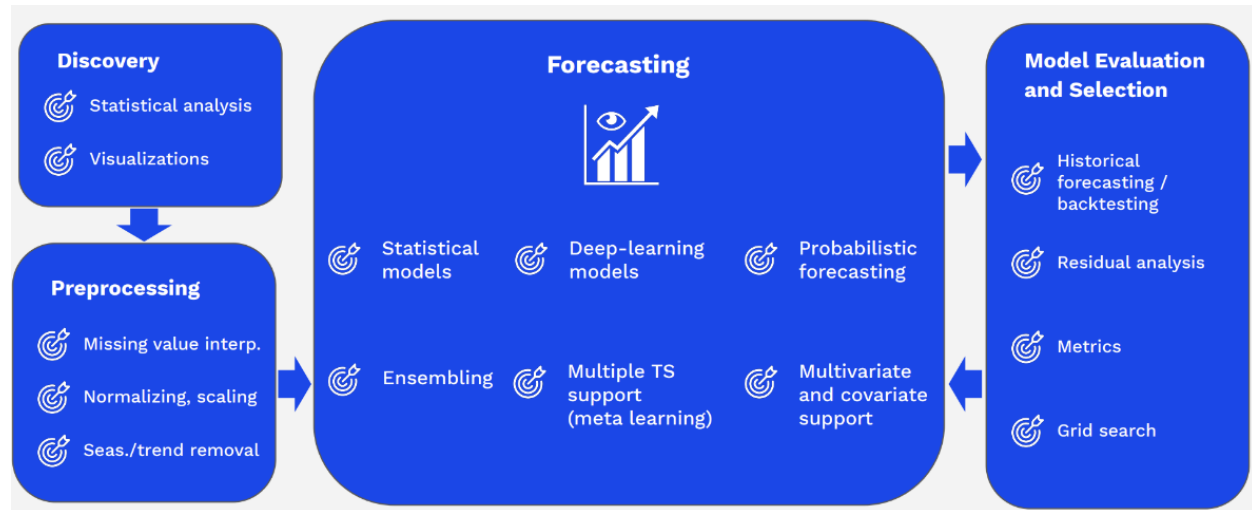 Discovery
Statistical analysis
Visualizations
Preprocessing
Missing value interp.
Normalizing, scaling
Seas./trend removal
Forecasting
Statistical
models
Deep-learning
models
Probabilistic
forecasting
Ensembling
Multiple TS
support
(meta learning)
Multivariate
and covariate
support
Model Evaluation
and Selection
Historical
forecasting /
backtesting
Residual analysis
Metrics
Grid search